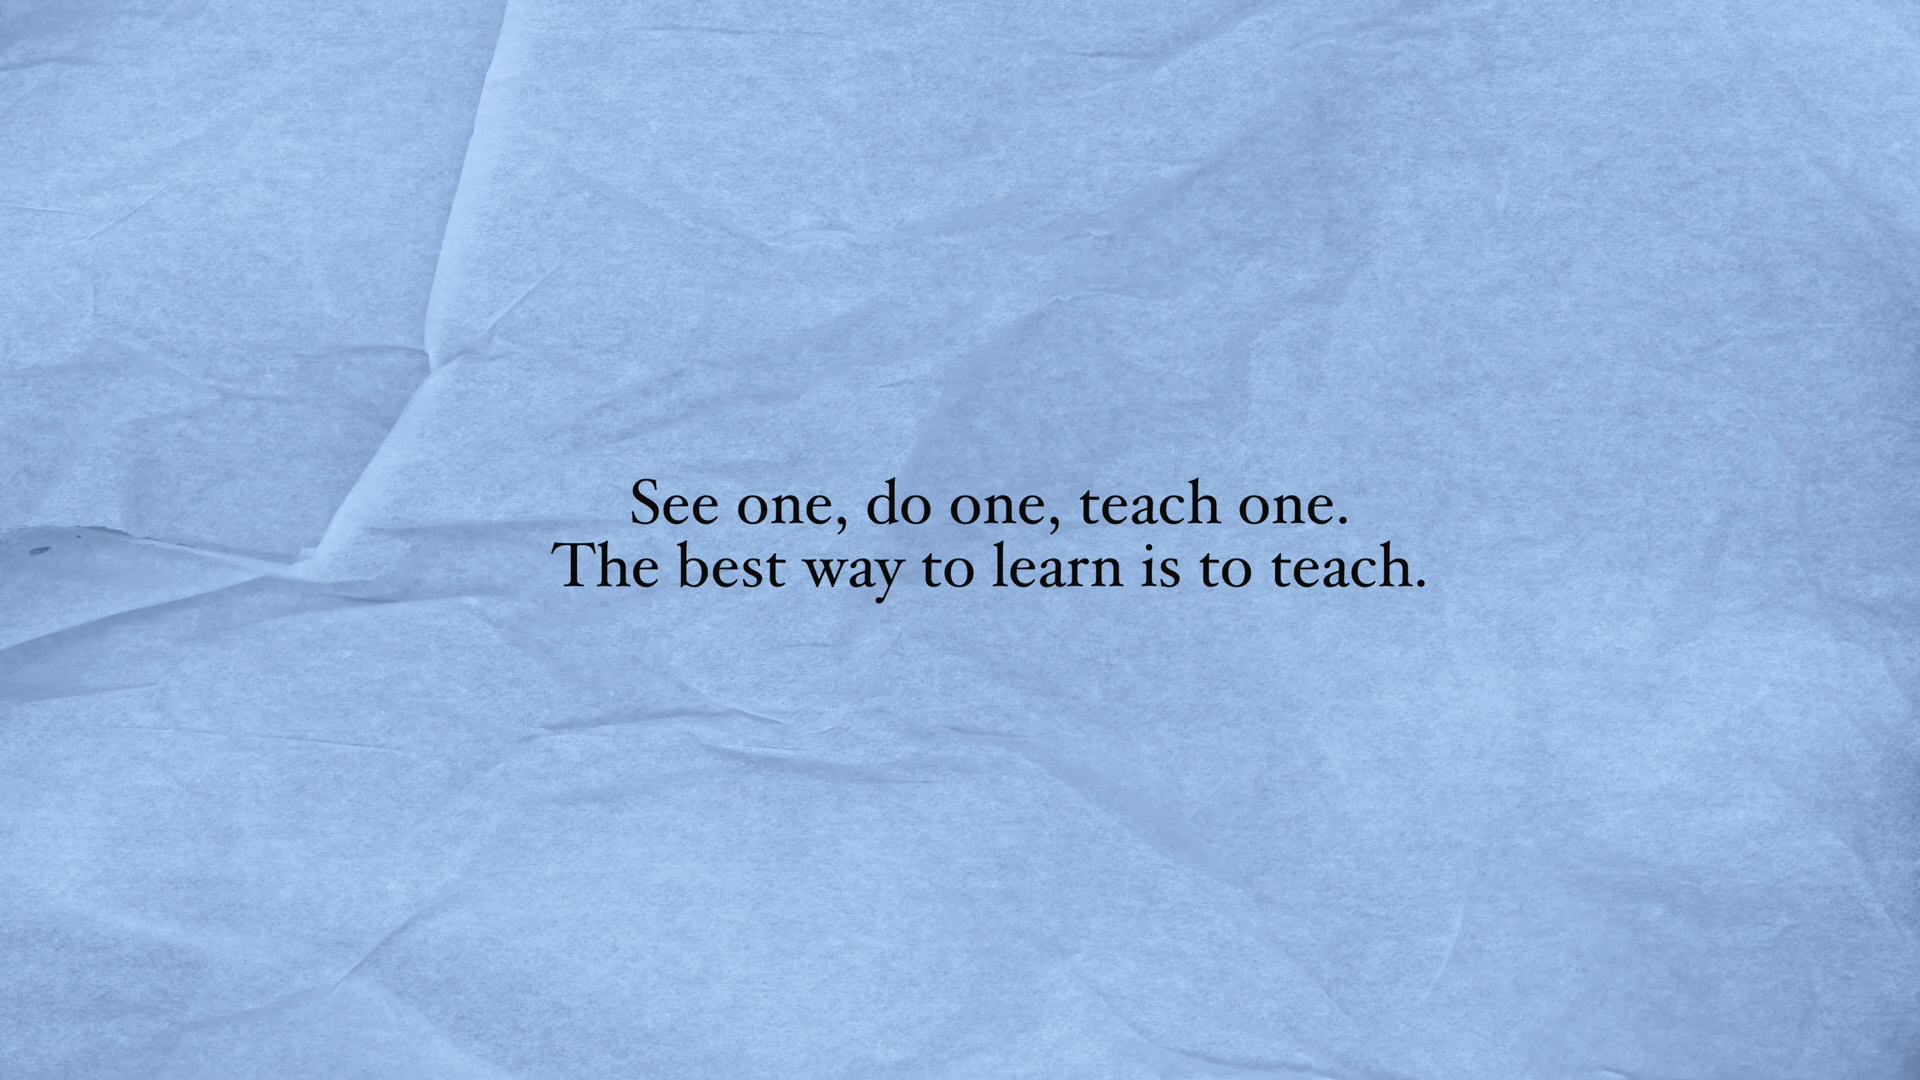 See one, do one, teach one.
The best way to learn is to teach.